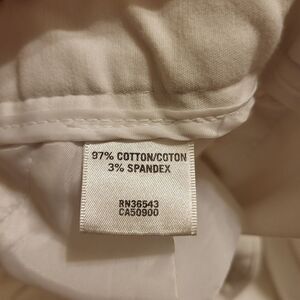 97% COTTON/COTON
3% SPANDEX
RN36543
CA50900